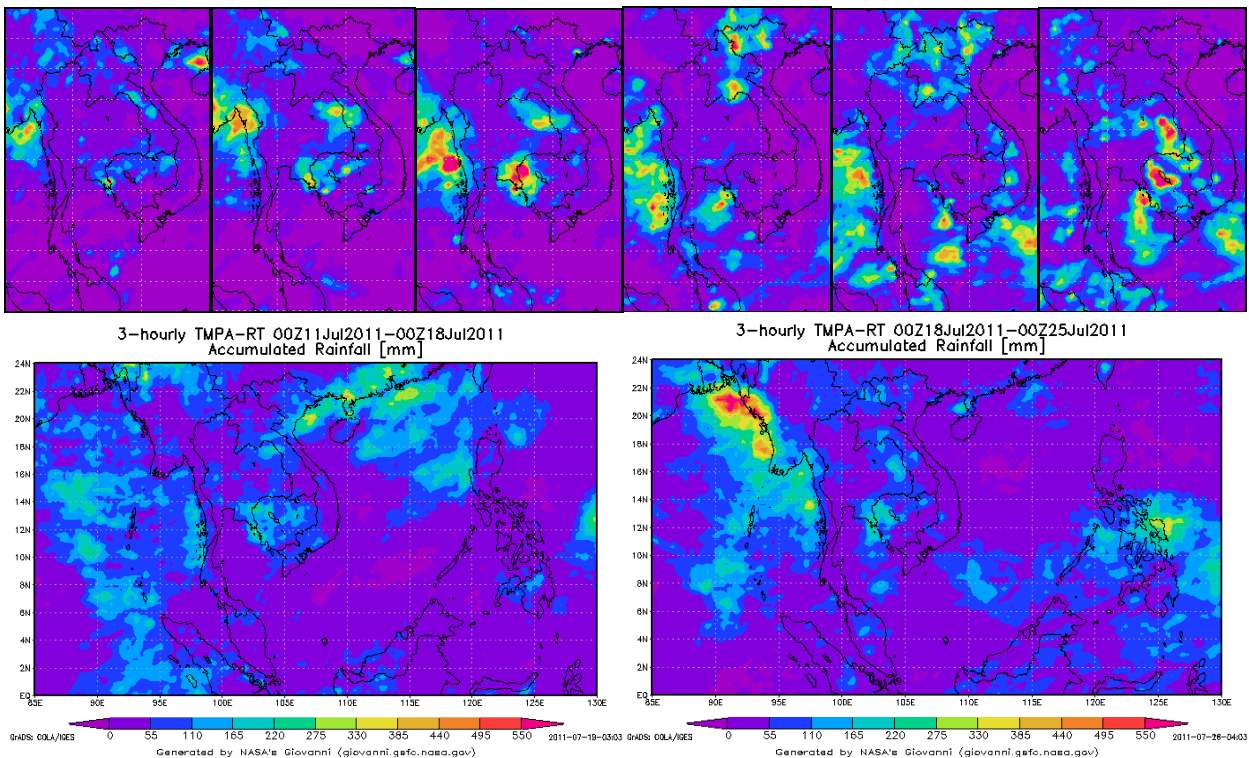 3-hourly TMPA-RT 00Z11Jul2011-00Z18Jul2011
Accumulated Rainfall [mm]
24N
22N
20N
18N
16N
14N
12N
10N
8N
6N
4N
2N
EQ
85E 90E 95E 100E 105E 110E 115E 120E 125E 130E
0 55 110 165 220 275 330 385 440 495 550
GrADS: COLA/IGES 2011-07-19-03:03
Generated by NASA's Giovanni (giovanni.gsfc.nasa.gov)
3-hourly TMPA-RT 00Z18Jul2011-00Z25Jul2011
Accumulated Rainfall [mm]
24N
22N
20N
18N
16N
14N
12N
10N
8N
6N
4N
2N
EQ
85E 90E 95E 100E 105E 110E 115E 120E 125E 130E
0 55 110 165 220 275 330 385 440 495 550
GrADS: COLA/IGES 2011-07-26-04:03
Generated by NASA's Giovanni (giovanni.gsfc.nasa.gov)